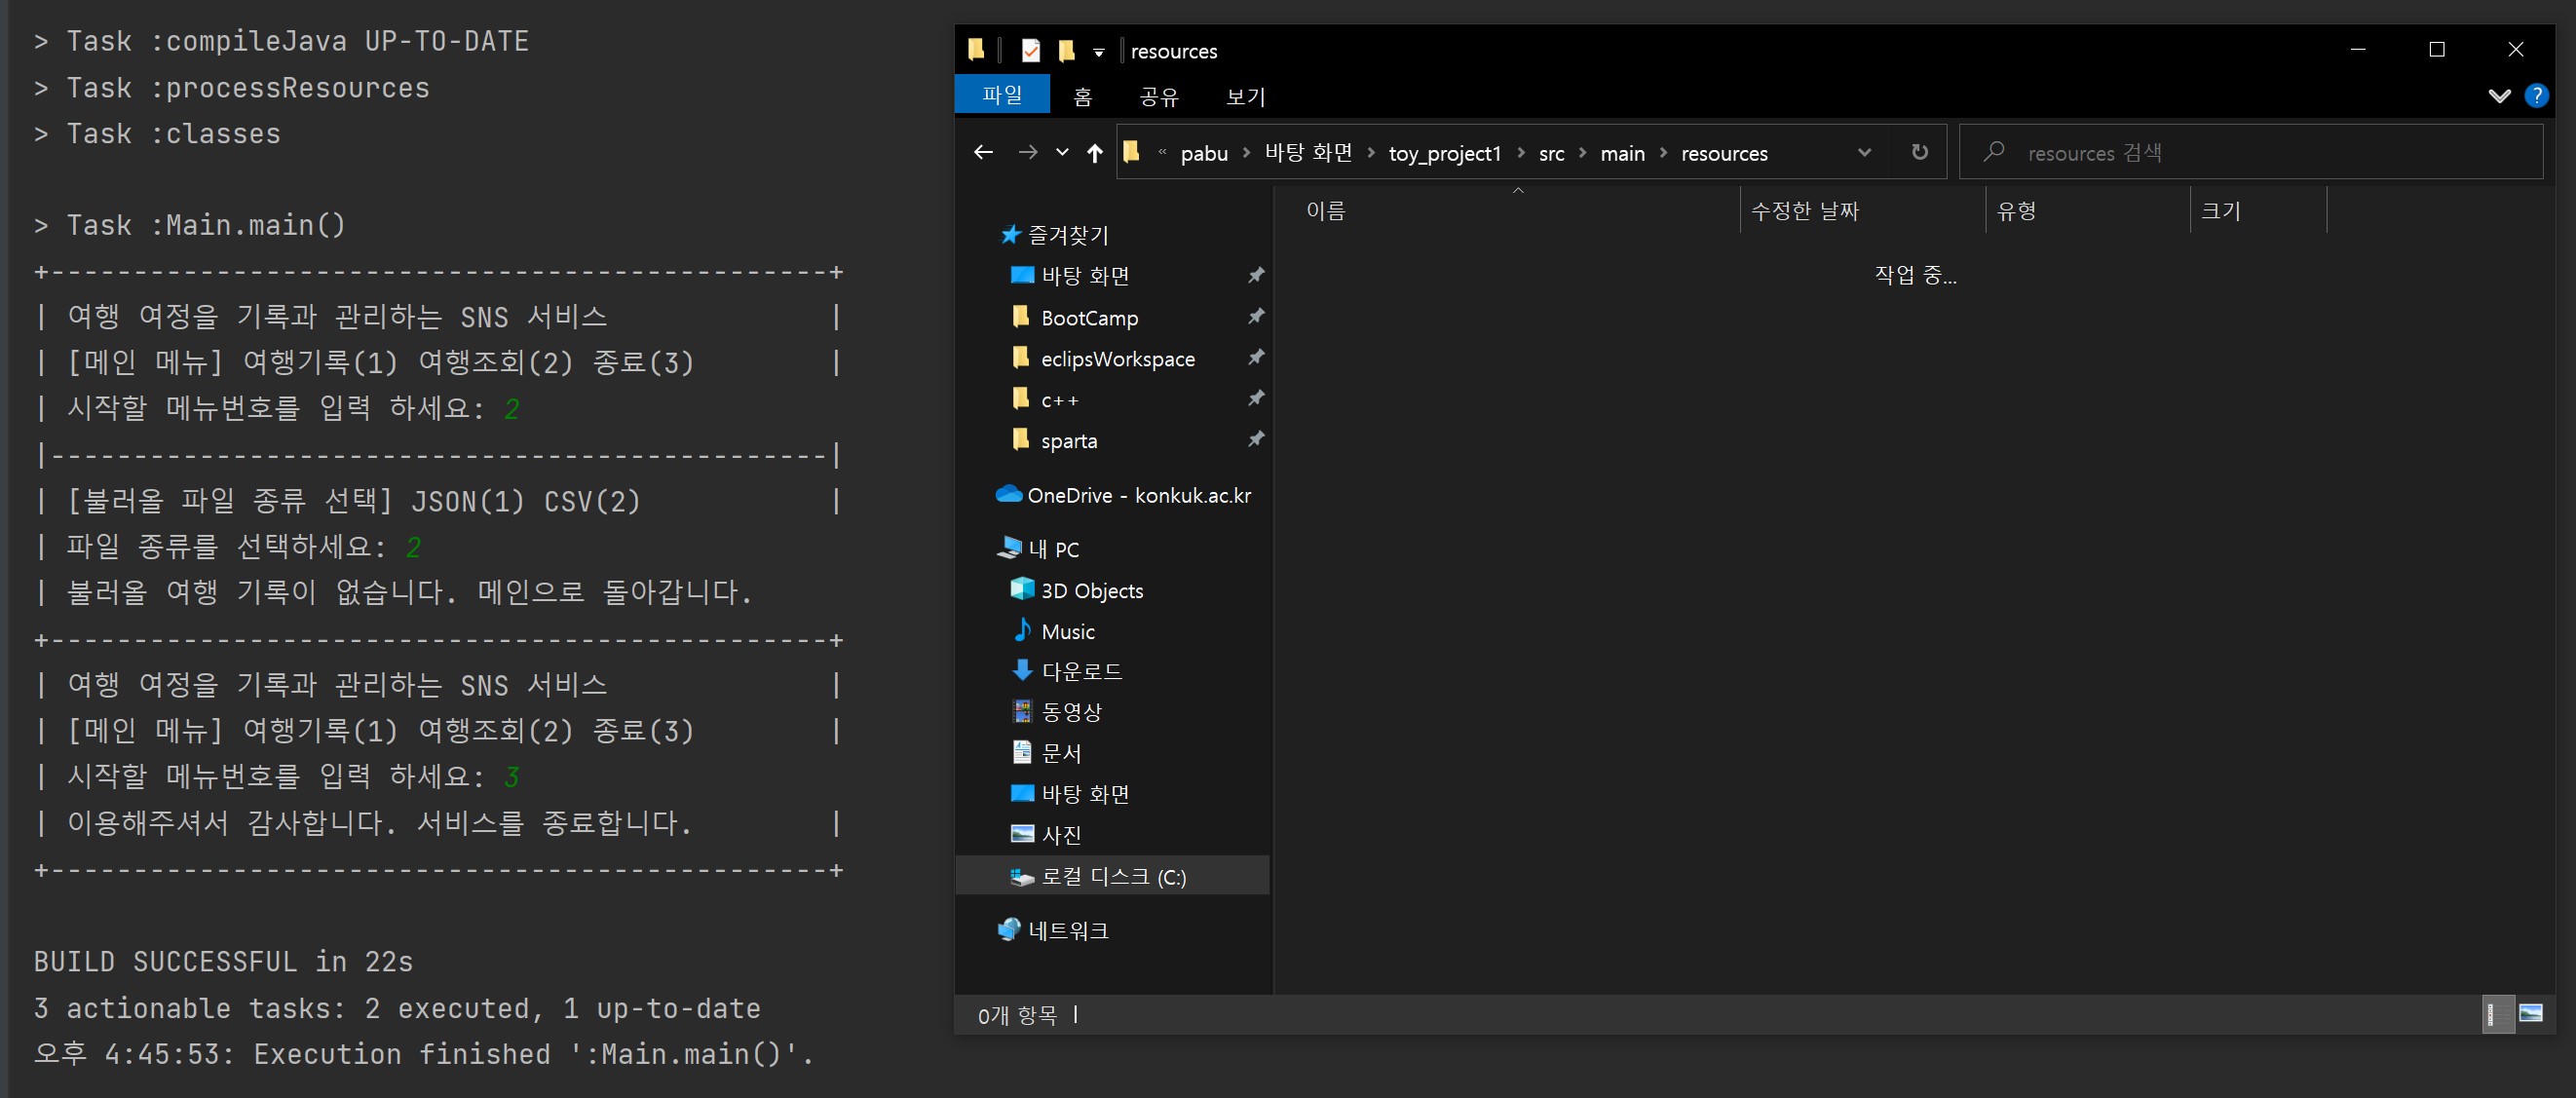 > Task :compileJava UP-TO-DATE
> Task :processResources
> Task :classes
> Task :Main.main()
+-----------------------------------------------+
| 여행 여정을 기록과 관리하는 SNS 서비스 |
| [메인 메뉴] 여행기록(1) 여행조회(2) 종료(3) |
| 시작할 메뉴번호를 입력 하세요: 2
|-----------------------------------------------|
| [불러올 파일 종류 선택] JSON(1) CSV(2) |
| 파일 종류를 선택하세요: 2
| 불러올 여행 기록이 없습니다. 메인으로 돌아갑니다.
+-----------------------------------------------+
| 여행 여정을 기록과 관리하는 SNS 서비스 |
| [메인 메뉴] 여행기록(1) 여행조회(2) 종료(3) |
| 시작할 메뉴번호를 입력 하세요: 3
| 이용해주셔서 감사합니다. 서비스를 종료합니다. |
+-----------------------------------------------+
BUILD SUCCESSFUL in 22s
3 actionable tasks: 2 executed, 1 up-to-date
오후 4:45:53: Execution finished ':Main.main()'.
resources
파일 홈 공유 보기
?
« pabu > 바탕 화면 > toy_project1 > src > main > resources
resources 검색
이름 수정한 날짜 유형 크기
작업 중...
즐겨찾기
바탕 화면
BootCamp
eclipsWorkspace
c++
sparta
OneDrive - konkuk.ac.kr
내 PC
3D Objects
Music
다운로드
동영상
문서
바탕 화면
사진
로컬 디스크 (C:)
네트워크
0개 항목